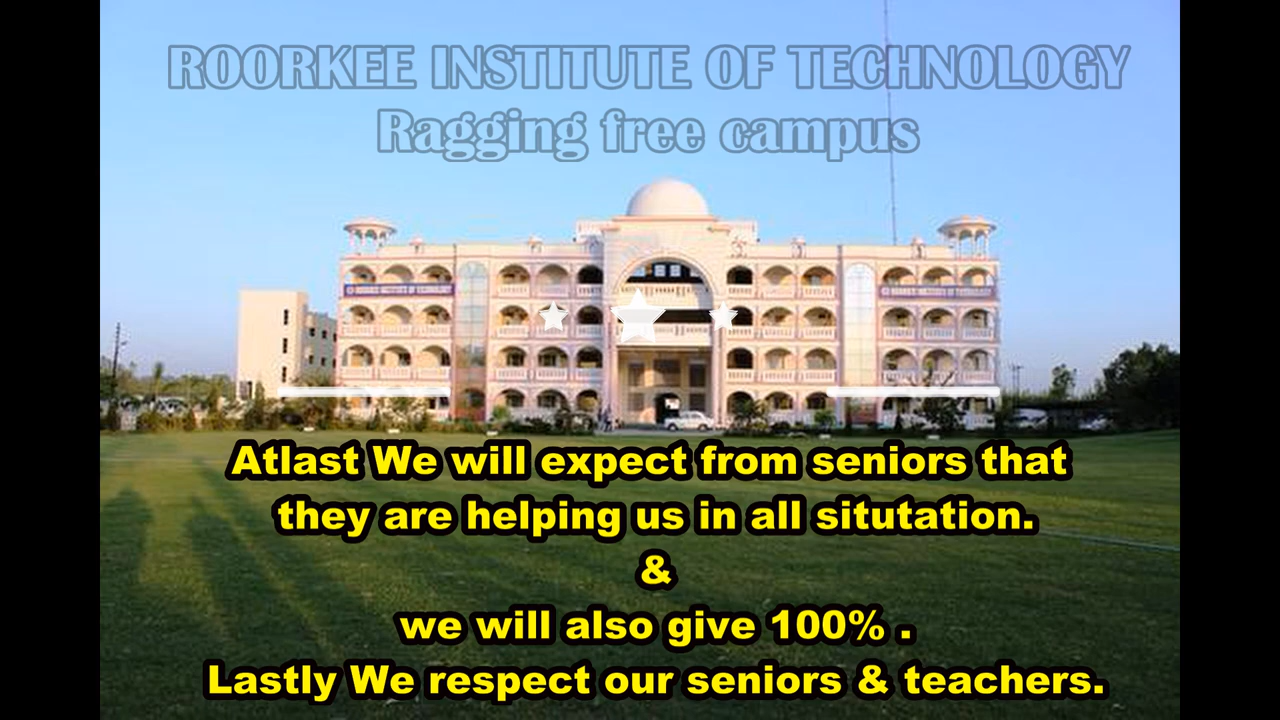 ROORKEE INSTITUTE OF TECHNOLOGY
Ragging free campus
Atlast We will expect from seniors that
they are helping us in all situtation.
&
we will also give 100% .
Lastly We respect our seniors & teachers.